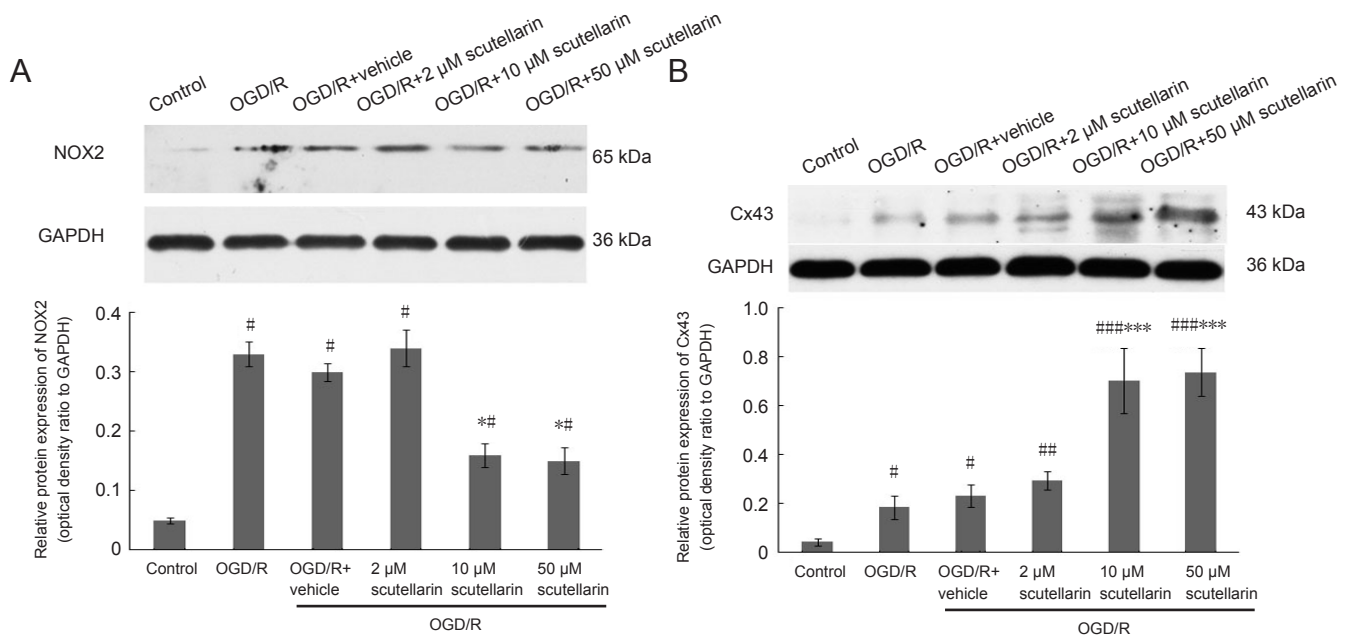 A
Control
OGD/R
OGD/R+vehicle
OGD/R+2 µM scutellarin
OGD/R+10 µM scutellarin
OGD/R+50 µM scutellarin
NOX2
65 kDa
GAPDH
36 kDa
Relative protein expression of NOX2
(optical density ratio to GAPDH)
0.4
0.3
0.2
0.1
0
#
#
#
*#
*#
Control
OGD/R
OGD/R+
vehicle
2 µM
scutellarin
10 µM
scutellarin
50 µM
scutellarin
OGD/R
B
Control
OGD/R
OGD/R+vehicle
OGD/R+2 µM scutellarin
OGD/R+10 µM scutellarin
OGD/R+50 µM scutellarin
Cx43
43 kDa
GAPDH
36 kDa
Relative protein expression of Cx43
(optical density ratio to GAPDH)
1.0
0.8
0.6
0.4
0.2
0
#
#
##
###***
###***
Control
OGD/R
OGD/R+
vehicle
2 µM
scutellarin
10 µM
scutellarin
50 µM
scutellarin
OGD/R